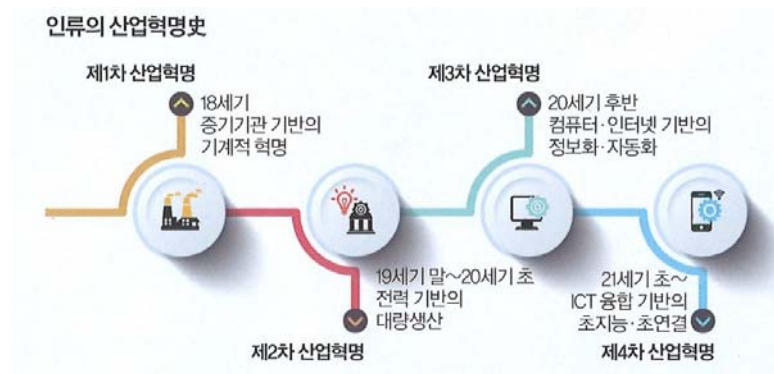 인류의 산업혁명史
제1차 산업혁명
18세기
증기기관 기반의
기계적 혁명
19세기 말~20세기 초
전력 기반의
대량생산
제2차 산업혁명
제3차 산업혁명
20세기 후반
컴퓨터·인터넷 기반의
정보화·자동화
21세기 초~
ICT 융합 기반의
초지능·초연결
제4차 산업혁명